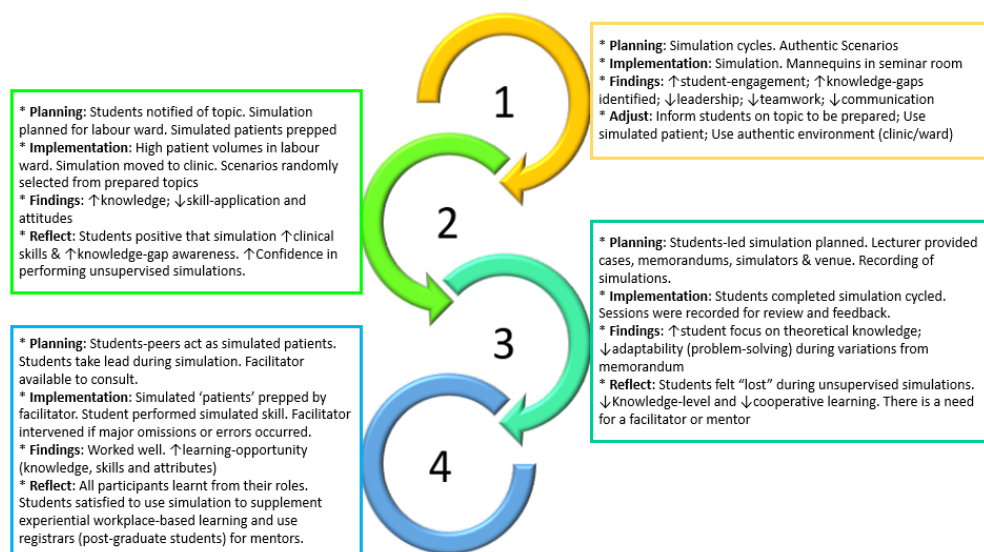 1
* Planning: Simulation cycles. Authentic Scenarios
* Implementation: Simulation. Mannequins in seminar room
* Findings: ↑student-engagement; ↑knowledge-gaps
identified; ↓leadership; ↓teamwork; ↓communication
* Adjust: Inform students on topic to be prepared; Use
simulated patient; Use authentic environment (clinic/ward)
2
* Planning: Students notified of topic. Simulation
planned for labour ward. Simulated patients prepped
* Implementation: High patient volumes in labour
ward. Simulation moved to clinic. Scenarios randomly
selected from prepared topics
* Findings: ↑knowledge; ↓skill-application and
attitudes
* Reflect: Students positive that simulation ↑clinical
skills & ↑knowledge-gap awareness. ↑Confidence in
performing unsupervised simulations.
3
* Planning: Students-led simulation planned. Lecturer provided
cases, memorandums, simulators & venue. Recording of
simulations.
* Implementation: Students completed simulation cycled.
Sessions were recorded for review and feedback.
* Findings: ↑student focus on theoretical knowledge;
↓adaptability (problem-solving) during variations from
memorandum
* Reflect: Students felt “lost” during unsupervised simulations.
↓Knowledge-level and ↓cooperative learning. There is a need
for a facilitator or mentor
4
* Planning: Students-peers act as simulated patients.
Students take lead during simulation. Facilitator
available to consult.
* Implementation: Simulated ‘patients’ prepped by
facilitator. Student performed simulated skill. Facilitator
intervened if major omissions or errors occurred.
* Findings: Worked well. ↑learning-opportunity
(knowledge, skills and attributes)
* Reflect: All participants learnt from their roles.
Students satisfied to use simulation to supplement
experiential workplace-based learning and use
registrars (post-graduate students) for mentors.